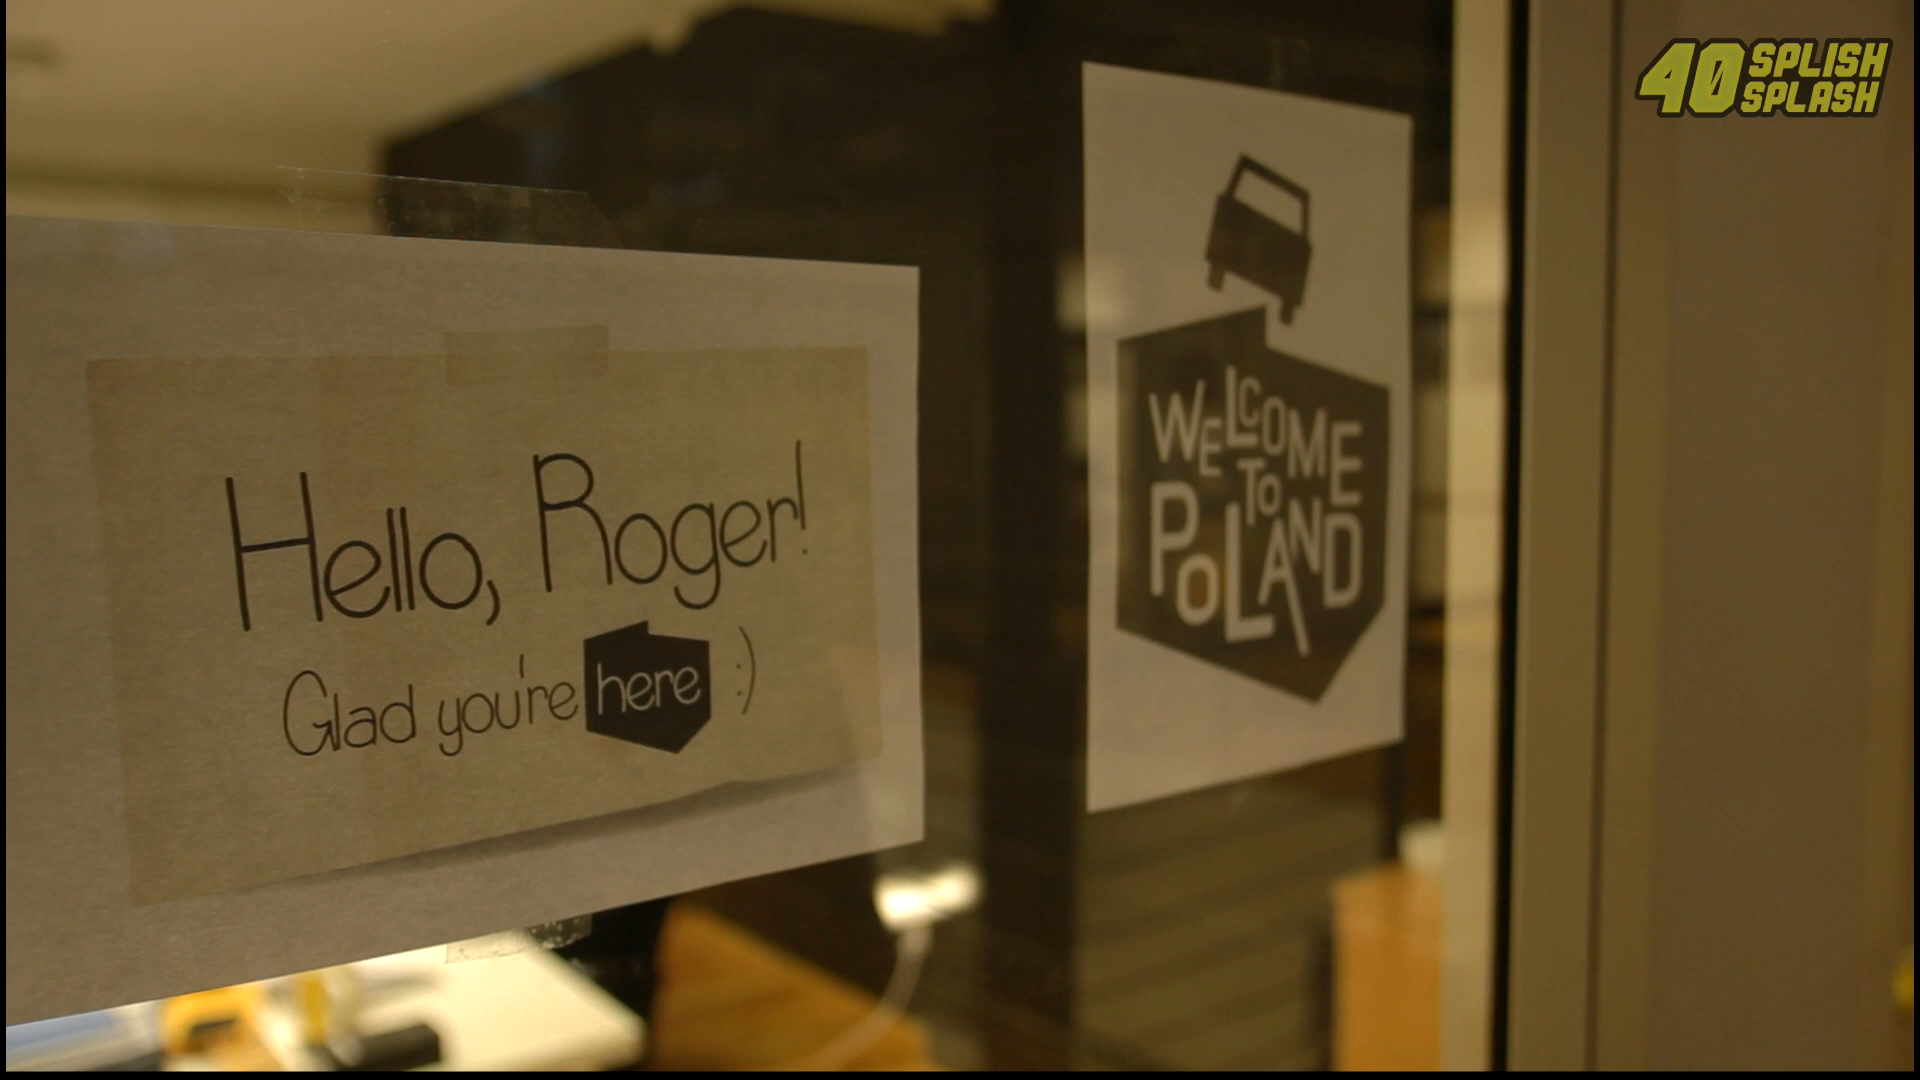 Hello, Roger!
Glad you're here :)
WELCOME
TO
POLAND
40 SPLISH
SPLASH